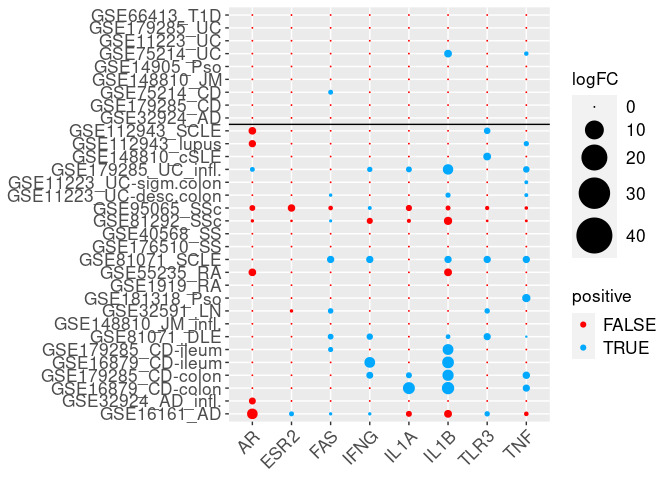 GSE66413_T1D
GSE179285_UC
GSE11223_UC
GSE75214_UC
GSE14905_Pso
GSE148810_JM
GSE75214_CD
GSE179285_CD
GSE32924_AD
GSE112943_SCLE
GSE112943_lupus
GSE148810_cSLE
GSE179285_UC_infl.
GSE11223_UC-sigm.colon
GSE11223_UC-desc.colon
GSE95065_SSc
GSE81292_SSc
GSE40568_SS
GSE176510_SS
GSE81071_SCLE
GSE55235_RA
GSE1919_RA
GSE181318_Pso
GSE32591_LN
GSE148810_JM_infl.
GSE81071_DLE
GSE179285_CD-ileum
GSE16879_CD-ileum
GSE179285_CD-colon
GSE16879_CD-colon
GSE32924_AD_infl.
GSE16161_AD
AR
ESR2
FAS
IFNG
IL1A
IL1B
TLR3
TNF
logFC
0
10
20
30
40
positive
FALSE
TRUE